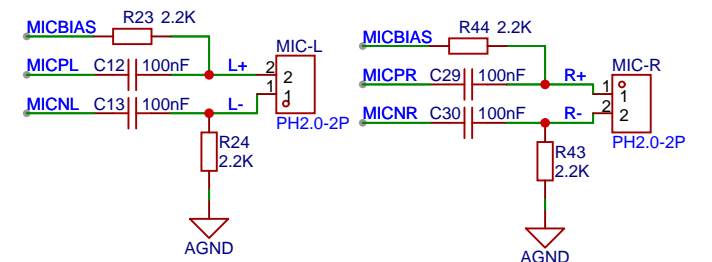 R23 2.2K
MICBIAS
MICPL C12 100nF L+
MICNL C13 100nF L-
MIC-L
2 2
1 1
PH2.0-2P
R24
2.2K
AGND
R44 2.2K
MICBIAS
MICPR C29 100nF R+
MICNR C30 100nF R-
MIC-R
1 1
2 2
PH2.0-2P
R43
2.2K
AGND